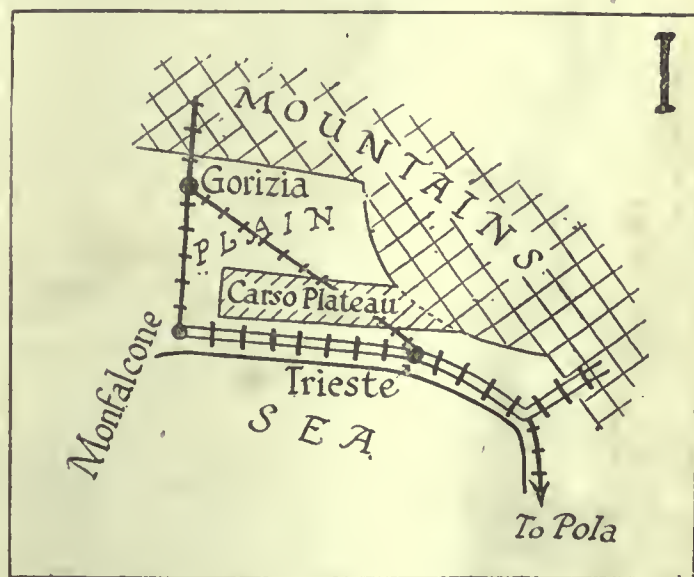 I
MOUNTAINS
Gorizia
PLAIN
Carso Plateau
Monfalcone
Trieste
SEA
To Pola